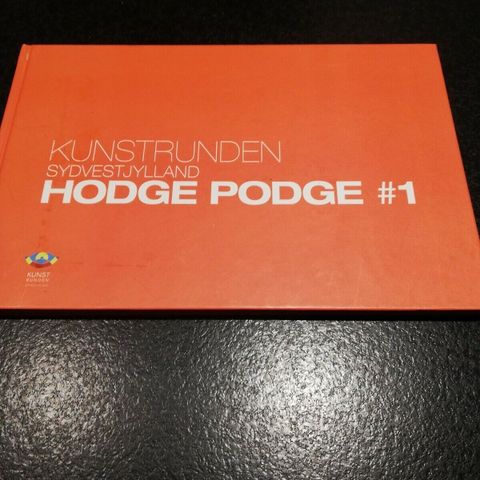 KUNSTRUNDEN
SYDVESTJYLLAND
HODGE PODGE #1
KUNST
RUNDEN